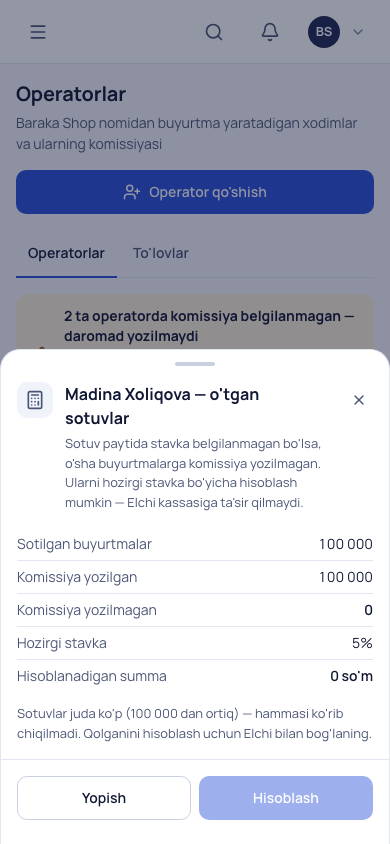 BS
Operatorlar
Baraka Shop nomidan buyurtma yaratadigan xodimlar
va ularning komissiyasi
Operator qo'shish
Operatorlar
To'lovlar
2 ta operatorda komissiya belgilanmagan —
daromad yozilmaydi
Madina Xoliqova — o'tgan
sotuvlar
Sotuv paytida stavka belgilanmagan bo'lsa,
o'sha buyurtmalarga komissiya yozilmagan.
Ularni hozirgi stavka bo'yicha hisoblash
mumkin — Elchi kassasiga ta'sir qilmaydi.
Sotilgan buyurtmalar 100 000
Komissiya yozilgan 100 000
Komissiya yozilmagan 0
Hozirgi stavka 5%
Hisoblanadigan summa 0 so'm
Sotuvlar juda ko'p (100 000 dan ortiq) — hammasi ko'rib
chiqilmadi. Qolganini hisoblash uchun Elchi bilan bog'laning.
Yopish
Hisoblash